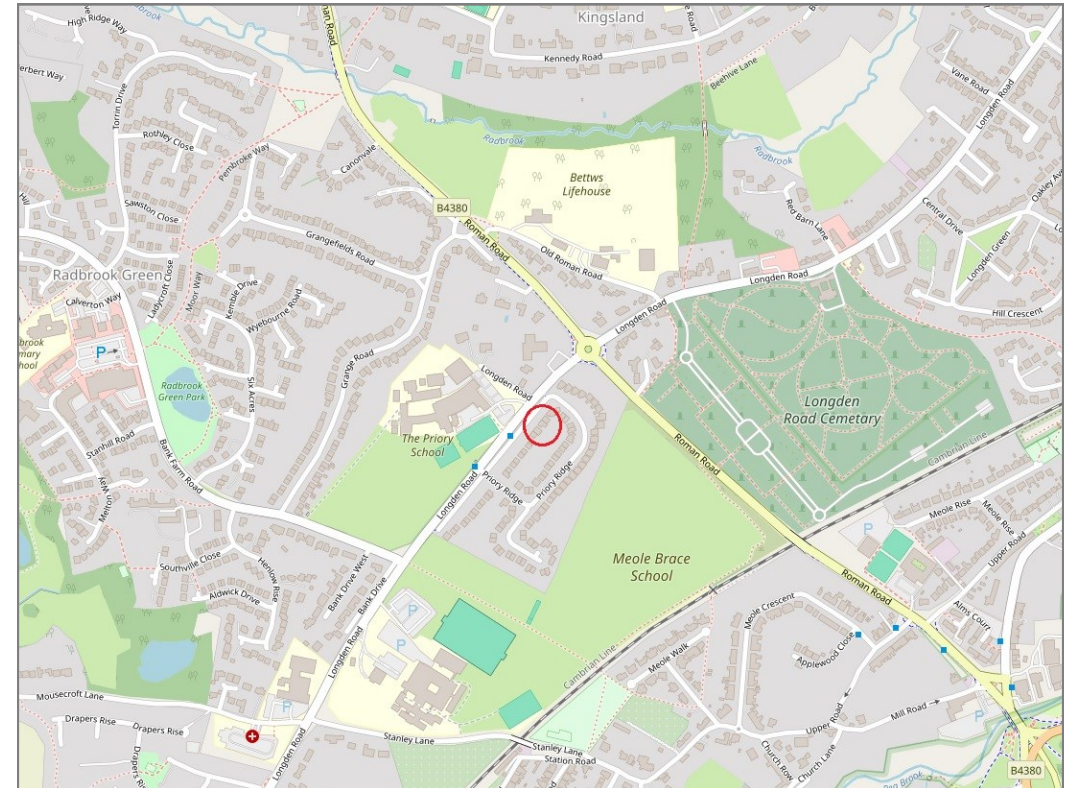 Kingsland
High Ridge Way
Kennedy Road
Beehive Lane
Vane Road
Longden Road
Torrin Drive
Rothley Close
Pembroke Way
Canonvale
Radbrook
Radbrook
Bettws
Lifehouse
Red Barn Lane
Central Drive
Longden Green
Sawston Close
B4380
Roman Road
Old Roman Road
Grangefields Road
Radbrook Green
Ladycroft Close
Moor Way
Kemble Drive
Calverton Way
Wyebourne Road
Longden Road
Longden Road
Hill Crescent
P
Grange Road
Six Acres
Radbrook
Green Park
Longden Road
Longden
Road Cemetary
Stanhill Road
The Priory
School
Roman Road
Cambrian Line
Bank Farm Road
Melton Way
Longden Road
Priory Ridge
Priory Ridge
Meole Rise
Meole Rise
Upper Road
P
Southville Close
Henlow Rise
Aldwick Drive
Bank Drive West
Bank Drive
Meole Brace
School
Roman Road
Alms Court
Meole Crescent
Applewood Close
P
P
Longden Road
Cambrian Line
Meole Walk
Mousecroft Lane
Drapers Rise
Drapers Rise
P
Stanley Lane
Stanley Lane
Station Road
Upper Road
Mill Road
P
Church Row
Church Lane
Longden Road
B4380